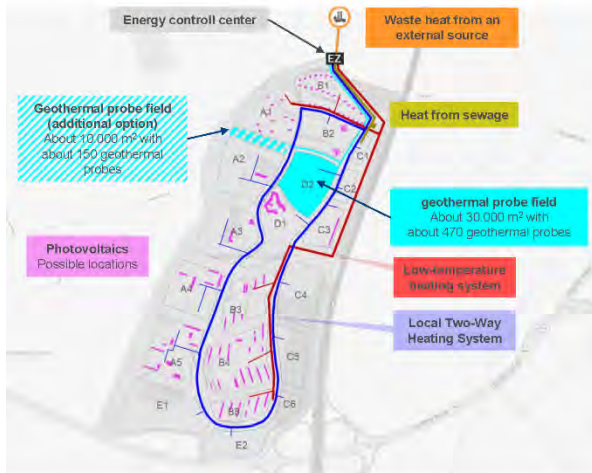 Energy controll center
Waste heat from an
external source
EZ
B1
Geothermal probe field
(additional option)
About 10.000 m² with
about 150 geothermal
probes
A1
Heat from sewage
B2
C1
A2
D2
C2
geothermal probe field
About 30.000 m² with
about 470 geothermal probes
D1
A3
C3
Photovoltaics
Possible locations
Low-temperature
heating system
A4
C4
B3
Local Two-Way
Heating System
A5
B4
C5
E1
B5
C6
E2